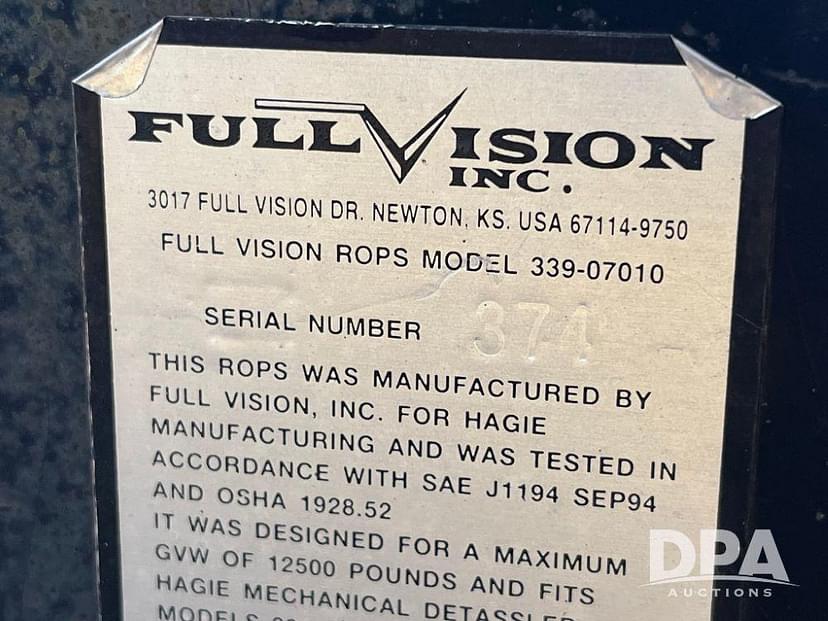 FULL VISION
INC.
3017 FULL VISION DR. NEWTON, KS. USA 67114-9750
FULL VISION ROPS MODEL 339-07010
SERIAL NUMBER 374
THIS ROPS WAS MANUFACTURED BY
FULL VISION, INC. FOR HAGIE
MANUFACTURING AND WAS TESTED IN
ACCORDANCE WITH SAE J1194 SEP94
AND OSHA 1928.52
IT WAS DESIGNED FOR A MAXIMUM
GVW OF 12500 POUNDS AND FITS
HAGIE MECHANICAL
MODELS
DPA
AUCTIONS